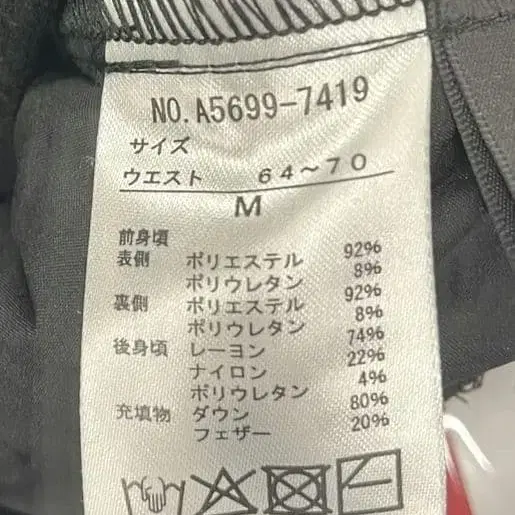 NO.A5699-7419
サイズ
ウエスト 64～70
M
前身頃
表側 ポリエステル 92%
ポリウレタン 8%
裏側 ポリエステル 92%
ポリウレタン 8%
後身頃 レーヨン 74%
ナイロン 22%
ポリウレタン 4%
充填物 ダウン 80%
フェザー 20%